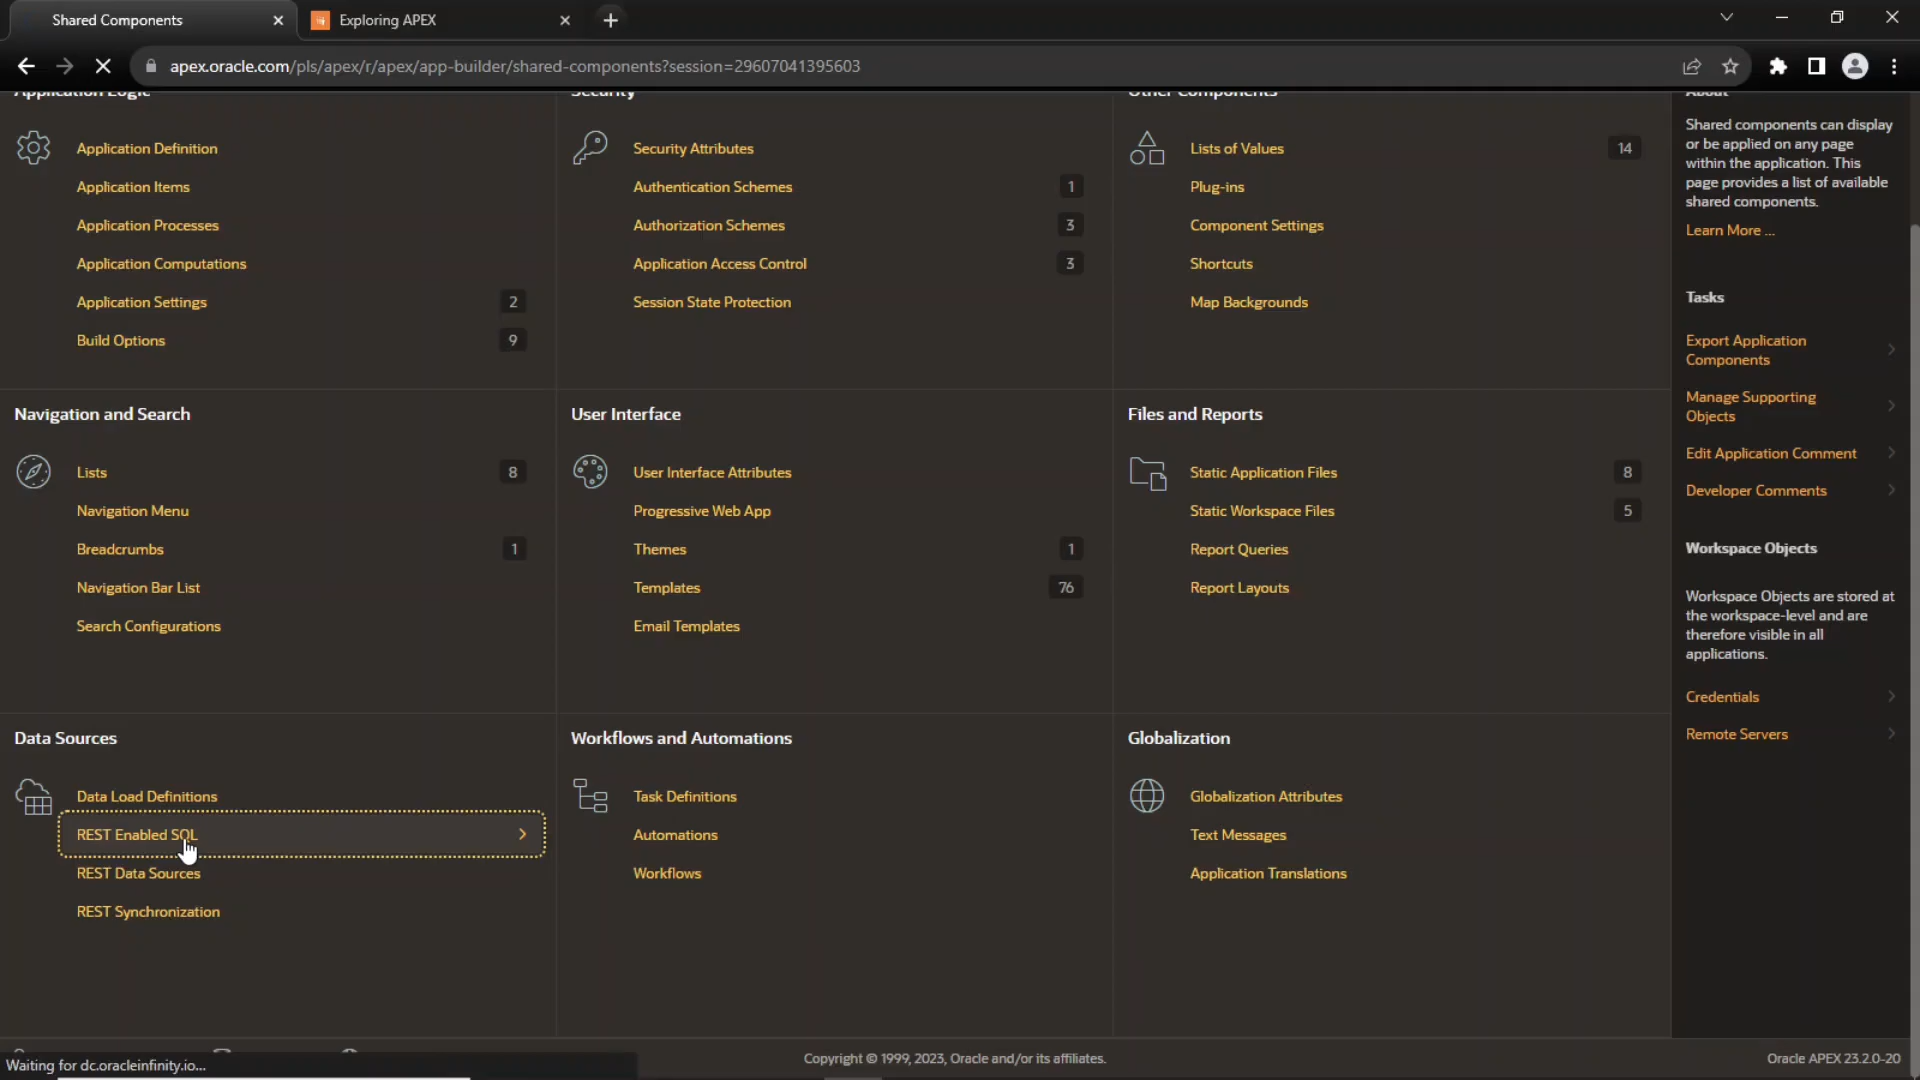 Shared Components
Exploring APEX
apex.oracle.com/pls/apex/r/apex/app-builder/shared-components?session=29607041395603
Application Logic
Application Definition
Application Items
Application Processes
Application Computations
Application Settings 2
Build Options 9
Security
Security Attributes
Authentication Schemes 1
Authorization Schemes 3
Application Access Control 3
Session State Protection
Other Components
Lists of Values 14
Plug-ins
Component Settings
Shortcuts
Map Backgrounds
Navigation and Search
Lists 8
Navigation Menu
Breadcrumbs 1
Navigation Bar List
Search Configurations
User Interface
User Interface Attributes
Progressive Web App
Themes 1
Templates 76
Email Templates
Files and Reports
Static Application Files 8
Static Workspace Files 5
Report Queries
Report Layouts
Data Sources
Data Load Definitions
REST Enabled SQL
REST Data Sources
REST Synchronization
Workflows and Automations
Task Definitions
Automations
Workflows
Globalization
Globalization Attributes
Text Messages
Application Translations
About
Shared components can display
or be applied on any page
within the application. This
page provides a list of available
shared components.
Learn More ...
Tasks
Export Application
Components
Manage Supporting
Objects
Edit Application Comment
Developer Comments
Workspace Objects
Workspace Objects are stored at
the workspace-level and are
therefore visible in all
applications.
Credentials
Remote Servers
Waiting for dc.oracleinfinity.io...
Copyright © 1999, 2023, Oracle and/or its affiliates.
Oracle APEX 23.2.0-20